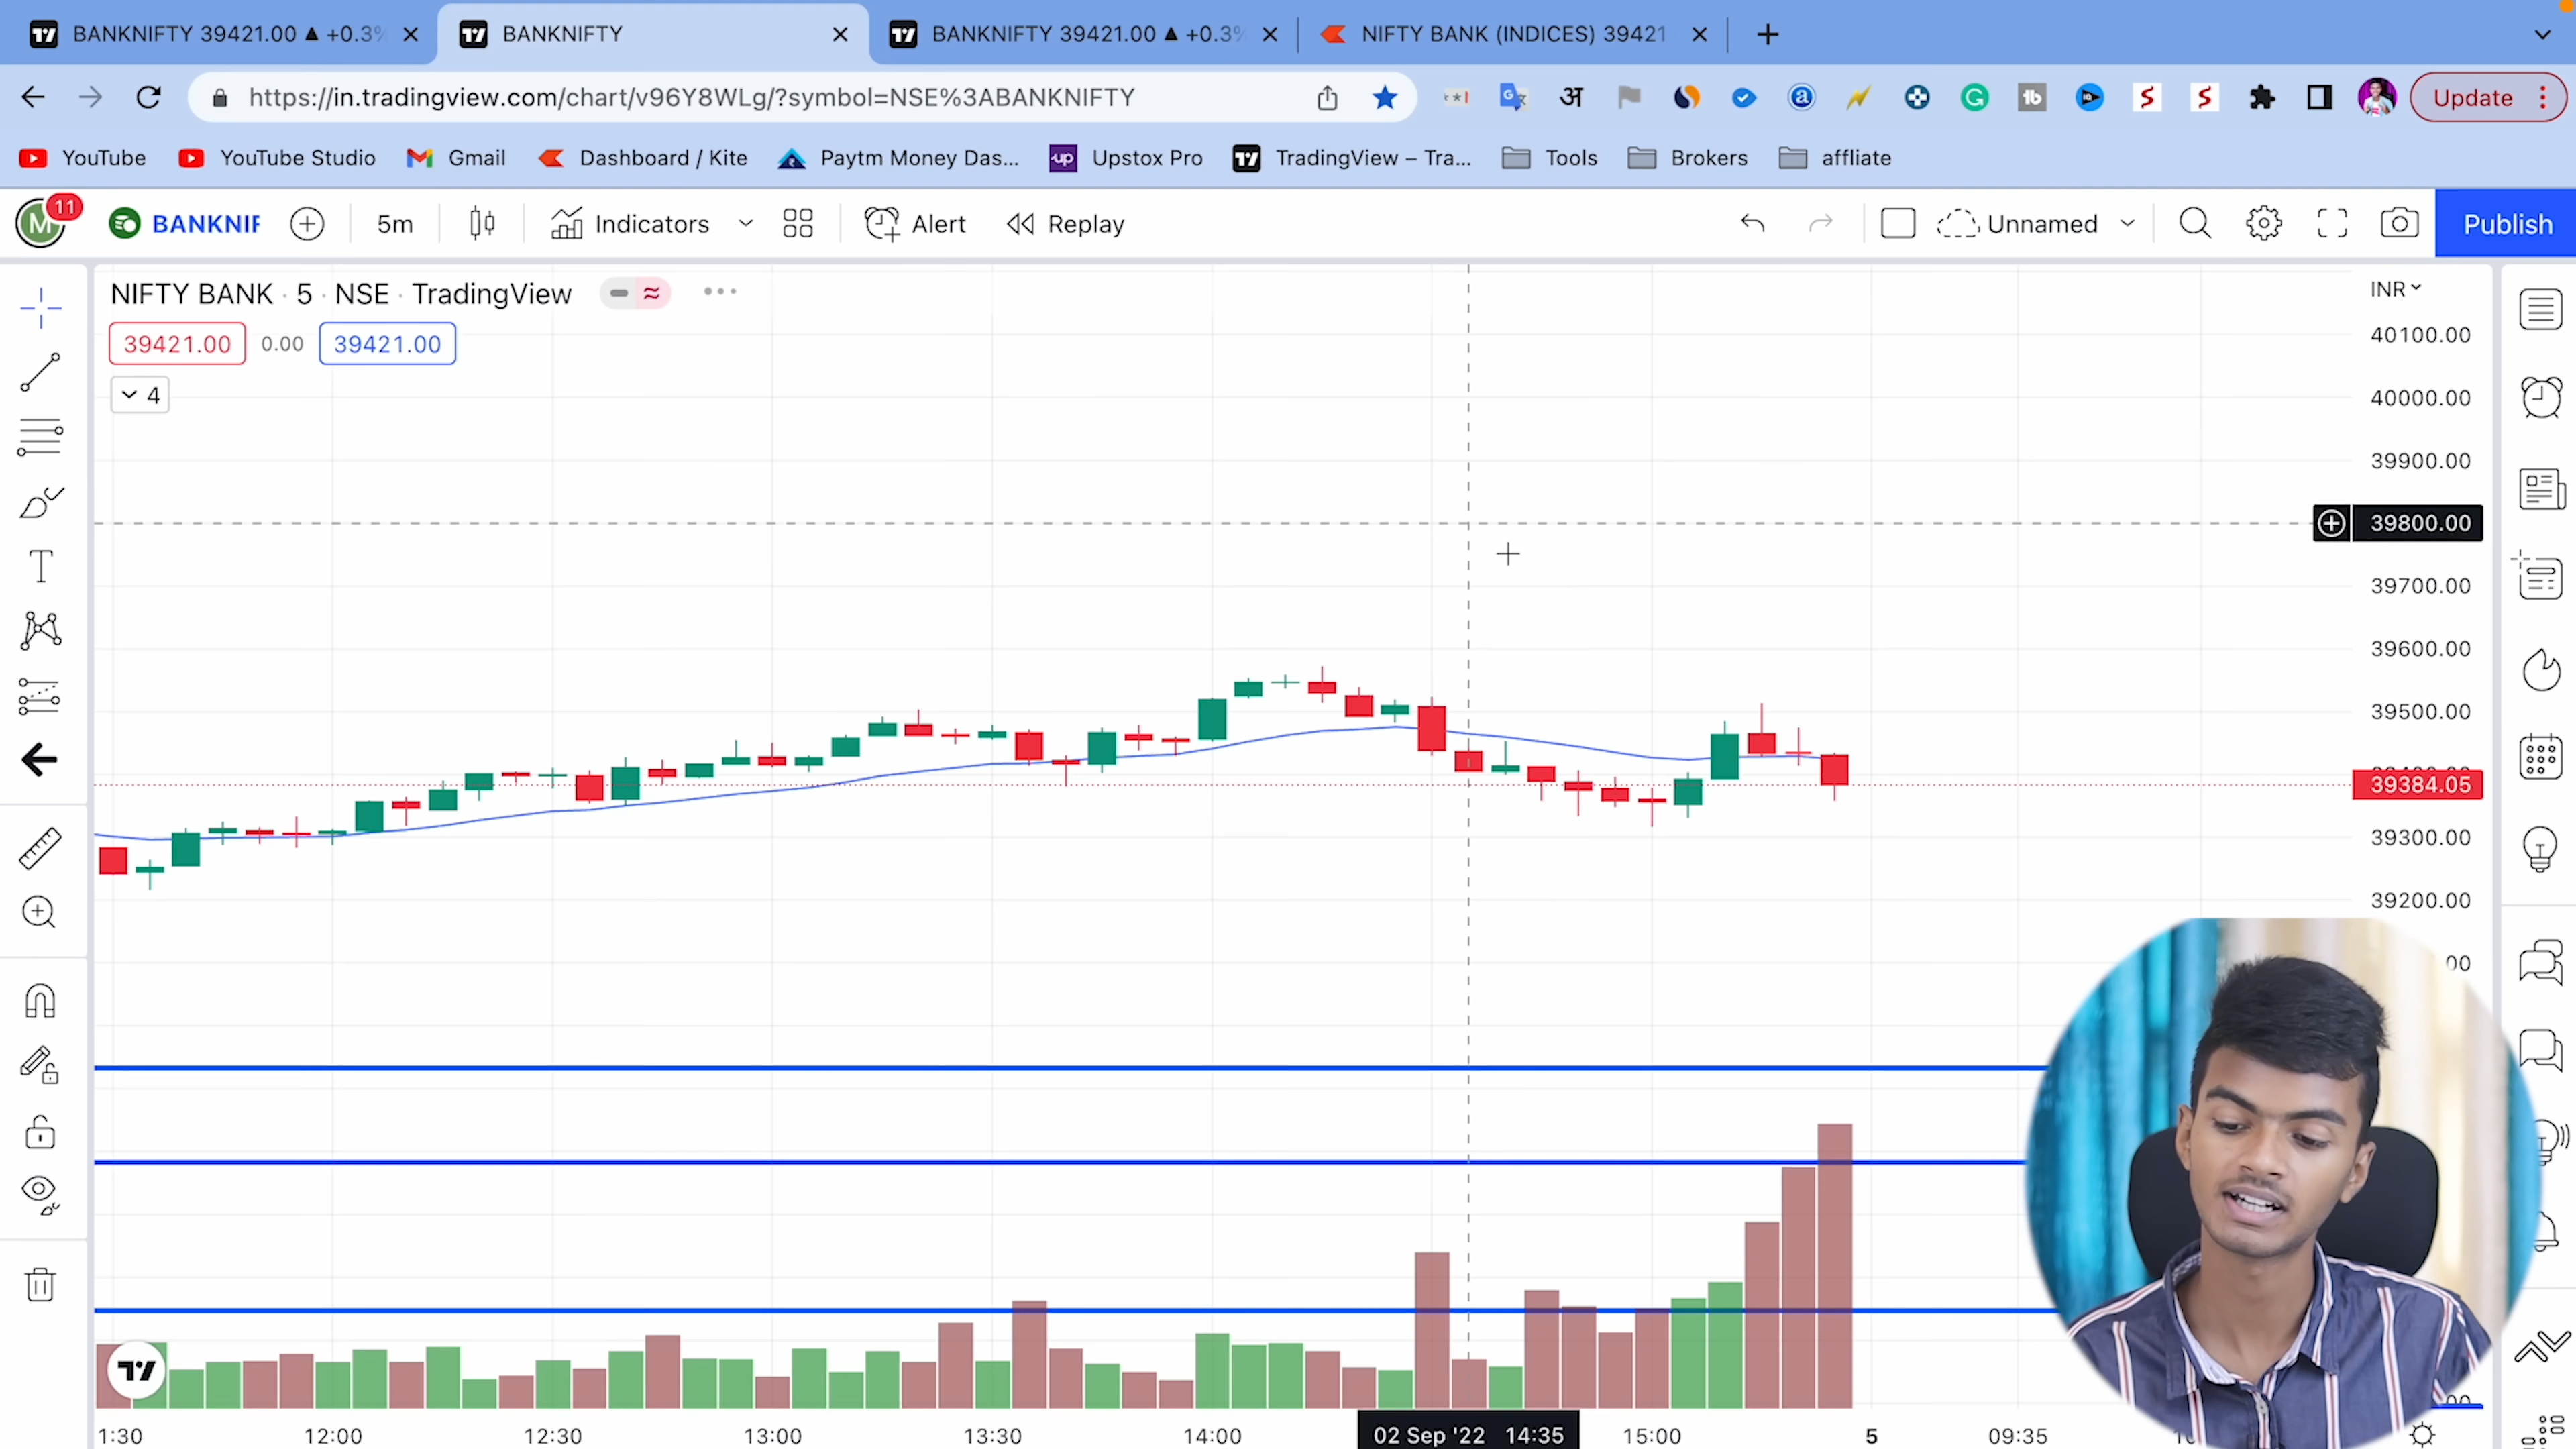 BANKNIFTY 39421.00 ▲ +0.3%
BANKNIFTY
BANKNIFTY 39421.00 ▲ +0.3%
NIFTY BANK (INDICES) 39421
https://in.tradingview.com/chart/v96Y8WLg/?symbol=NSE%3ABANKNIFTY
अ
Update
YouTube
YouTube Studio
Gmail
Dashboard / Kite
Paytm Money Das...
up
Upstox Pro
TradingView – Tra...
Tools
Brokers
affliate
M
11
BANKNIF
5m
Indicators
Alert
Replay
Unnamed
Publish
NIFTY BANK · 5 · NSE · TradingView
39421.00
0.00
39421.00
4
INR
40100.00
40000.00
39900.00
39800.00
39700.00
39600.00
39500.00
39384.05
39300.00
39200.00
1:30
12:00
12:30
13:00
13:30
14:00
02 Sep '22 14:35
15:00
5
09:35